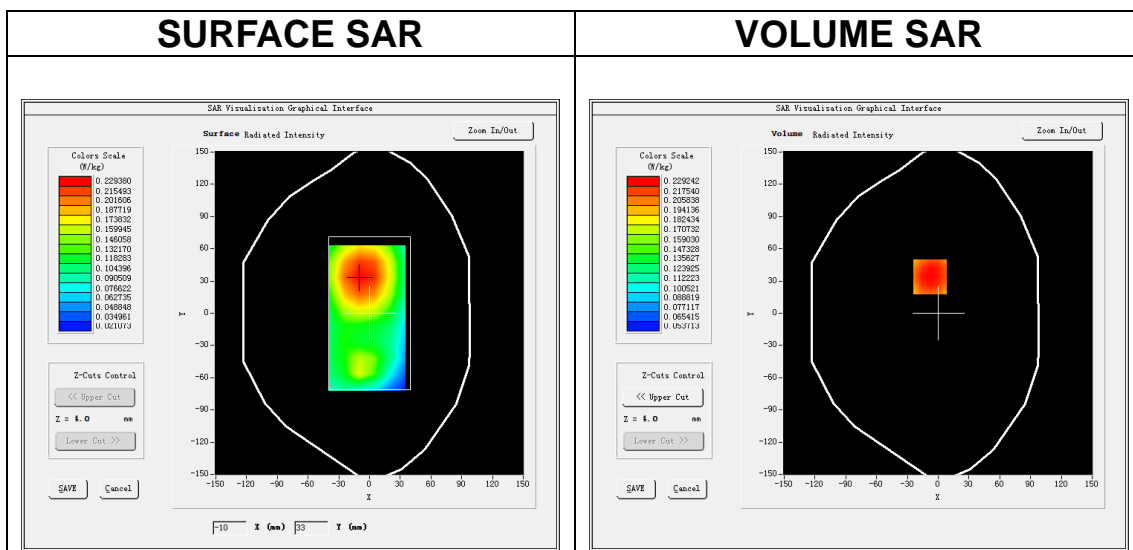 SURFACE SAR
VOLUME SAR
SAR Visualisation Graphical Interface
Surface Radiated Intensity
Zoom In/Out
Colors Scale
(W/kg)
0.229380
0.215493
0.201606
0.187719
0.173832
0.159945
0.146058
0.132170
0.118283
0.104396
0.090509
0.076622
0.062735
0.048848
0.034961
0.021073
Z-Cuts Control
<< Upper Cut
Z = 4.0 mm
Lower Cut >>
SAVE
Cancel
150
120
90
60
30
0
-30
-60
-90
-120
-150
Y
-150 -120 -90 -60 -30 0 30 60 90 120 150
X
-10 X (mm) 33 Y (mm)
SAR Visualisation Graphical Interface
Volume Radiated Intensity
Zoom In/Out
Colors Scale
(W/kg)
0.229242
0.217540
0.205838
0.194136
0.182434
0.170732
0.159030
0.147328
0.135627
0.123925
0.112223
0.100521
0.088819
0.077117
0.065415
0.053713
Z-Cuts Control
<< Upper Cut
Z = 4.0 mm
Lower Cut >>
SAVE
Cancel
150
120
90
60
30
0
-30
-60
-90
-120
-150
Y
-150 -120 -90 -60 -30 0 30 60 90 120 150
X